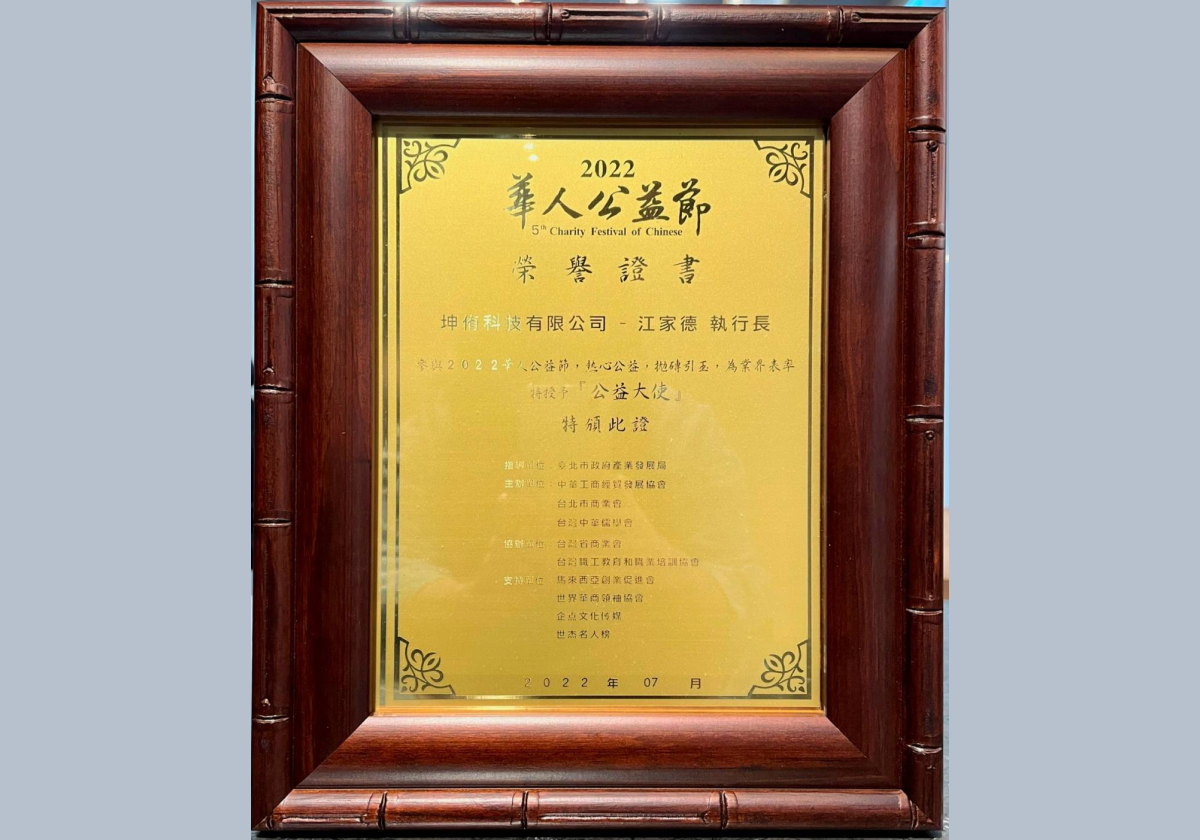 2022
華人公益節
5th Charity Festival of Chinese
榮譽證書
坤侑科技有限公司 - 江家德 執行長
參與2022華人公益節,熱心公益,拋磚引玉,為業界表率
特授予『公益大使』
特頒此證
指導單位:臺北市政府產業發展局
主辦單位:中華工商經貿發展協會
台北市商業會
台灣中華儒學會
協辦單位:台灣省商業會
台灣職工教育和職業培訓協會
支持單位:馬來西亞創業促進會
世界華商領袖協會
企点文化传媒
世杰名人榜
2022 年 07 月